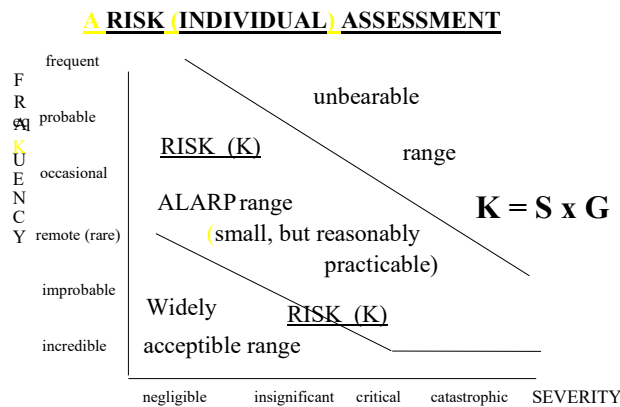 A RISK (INDIVIDUAL) ASSESSMENT
frequent
probable
occasional
remote (rare)
improbable
incredible
unbearable
range
RISK (K)
K = S x G
ALARP range
(small, but reasonably
practicable)
Widely
RISK (K)
acceptible range
negligible insignificant critical catastrophic SEVERITY